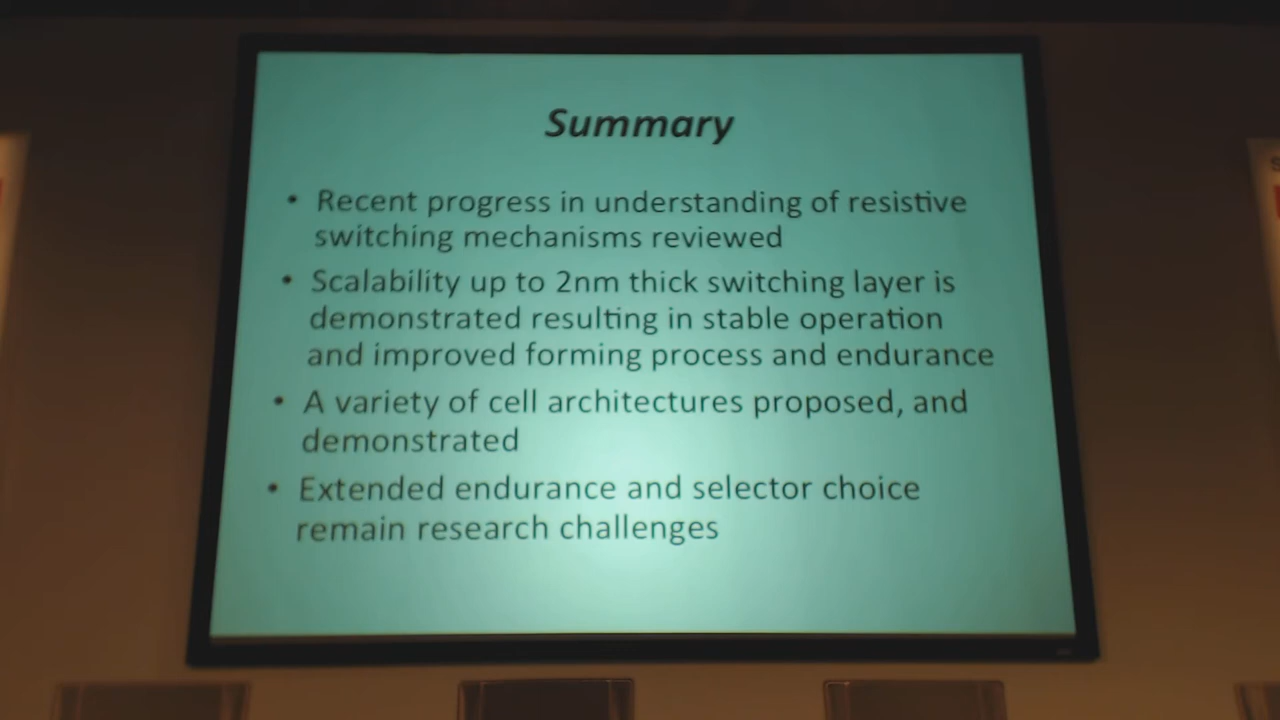 Summary
• Recent progress in understanding of resistive
switching mechanisms reviewed
• Scalability up to 2nm thick switching layer is
demonstrated resulting in stable operation
and improved forming process and endurance
• A variety of cell architectures proposed, and
demonstrated
• Extended endurance and selector choice
remain research challenges